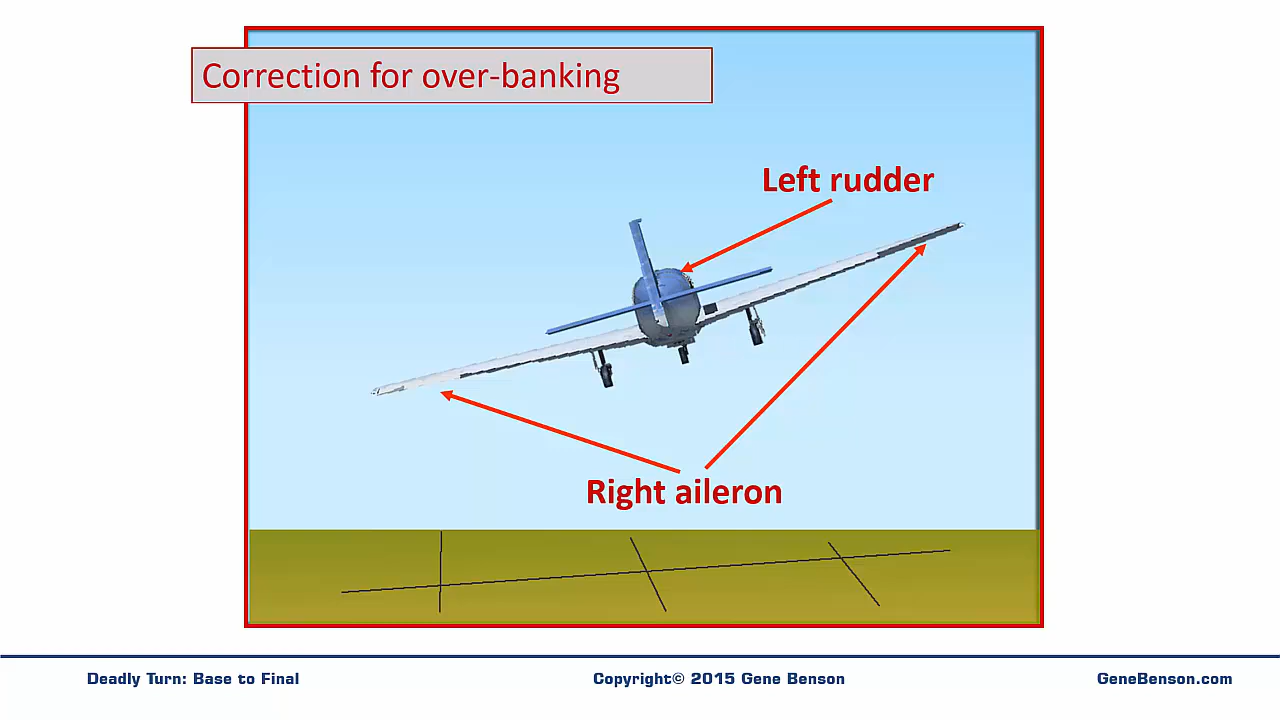 Correction for over-banking
Left rudder
Right aileron
Deadly Turn: Base to Final
Copyright© 2015 Gene Benson
GeneBenson.com